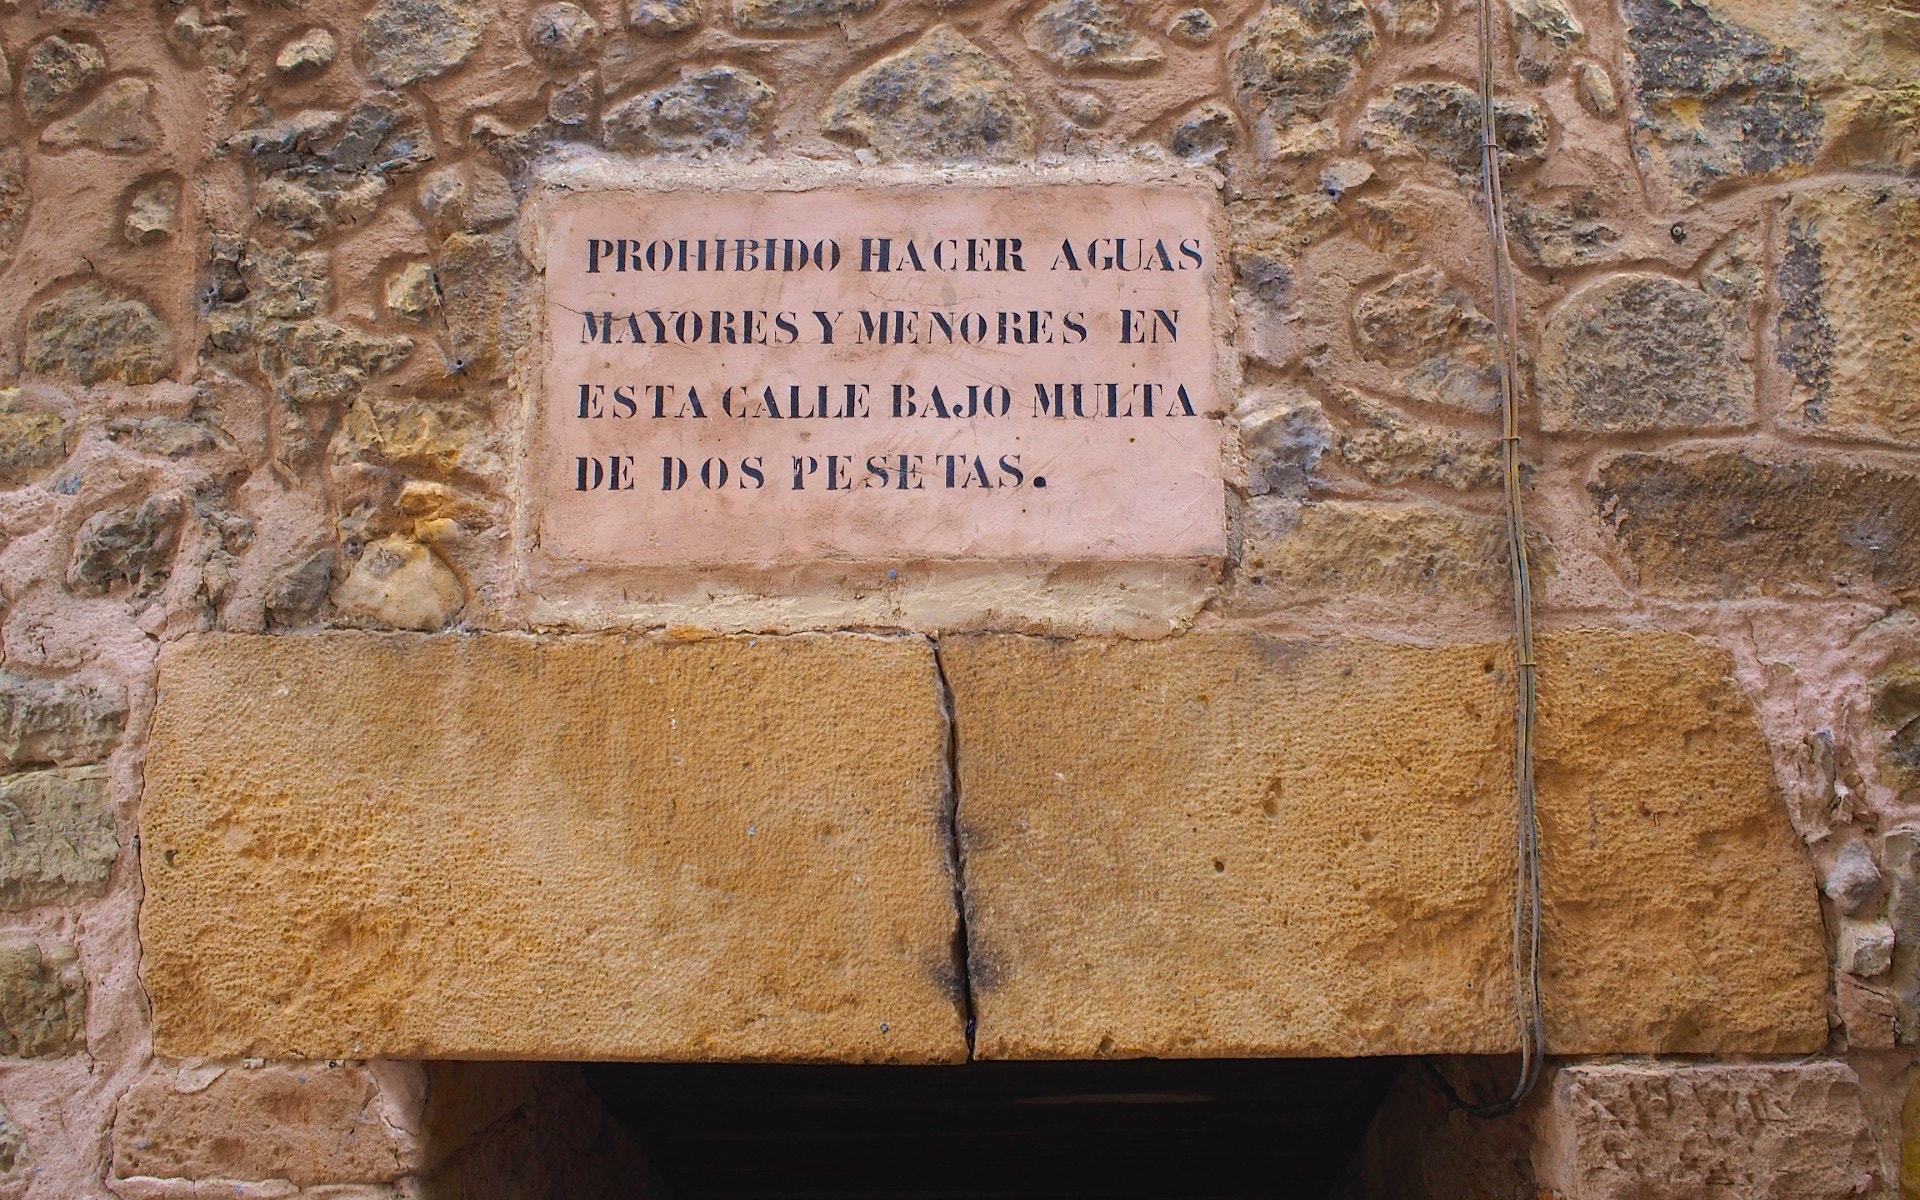 PROHIBIDO HACER AGUAS
MAYORES Y MENORES EN
ESTA CALLE BAJO MULTA
DE DOS PESETAS.